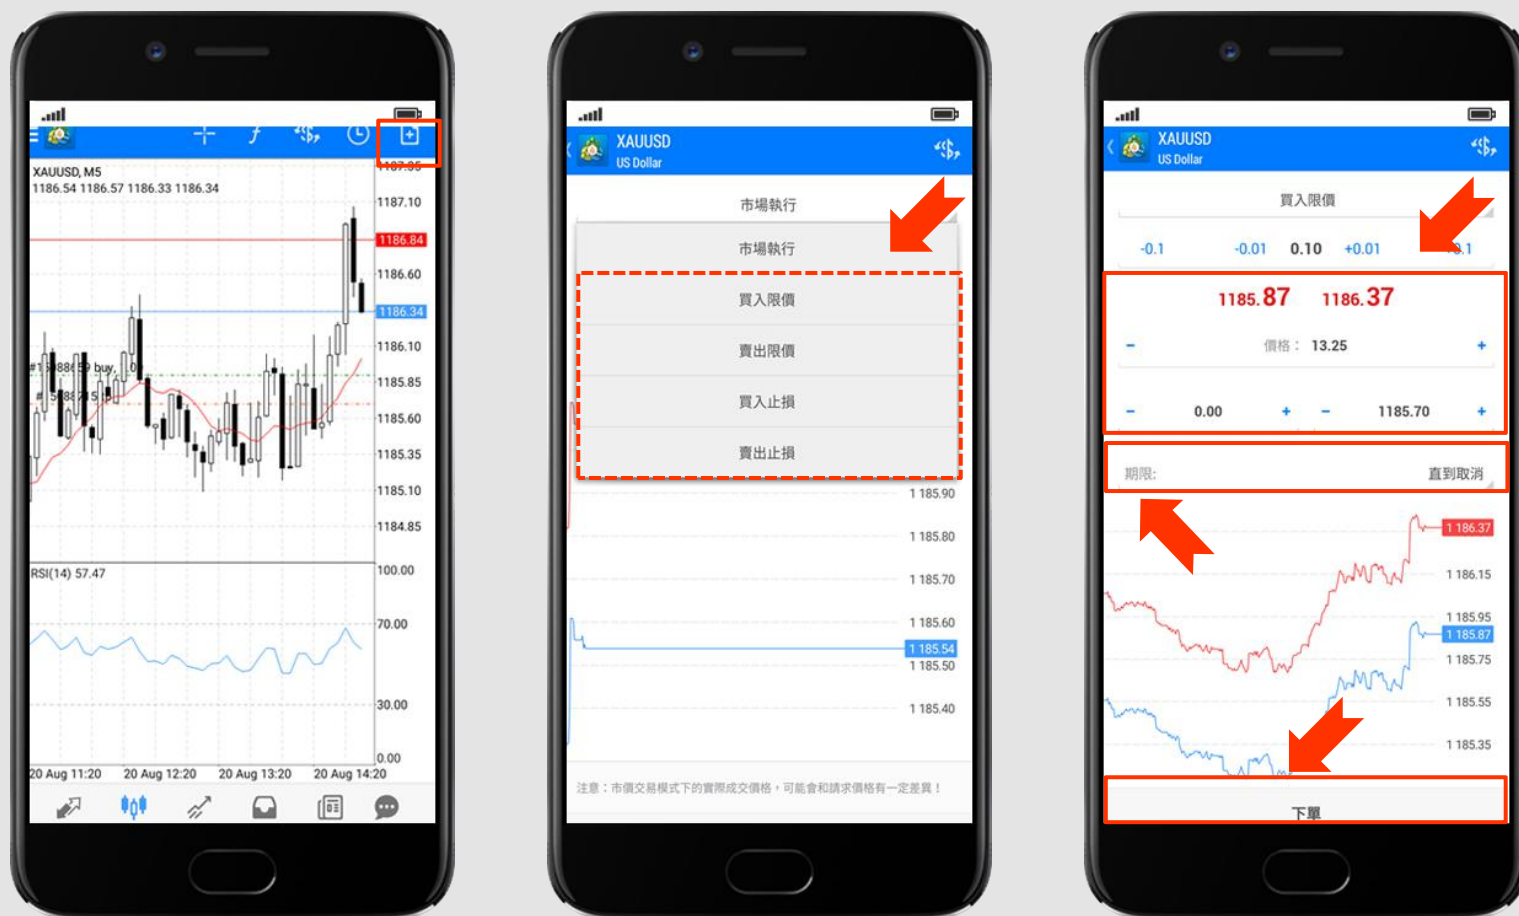 XAUUSD, M5
1186.54 1186.57 1186.33 1186.34
1187.10
1186.84
1186.60
1186.34
1186.10
1185.85
1185.60
1185.35
1185.10
1184.85
RSI(14) 57.47
100.00
70.00
30.00
0.00
20 Aug 11:20 20 Aug 12:20 20 Aug 13:20 20 Aug 14:20
XAUUSD
US Dollar
市場執行
市場執行
買入限價
賣出限價
買入止損
賣出止損
1 185.90
1 185.80
1 185.70
1 185.60
1 185.54
1 185.50
1 185.40
注意：市價交易模式下的實際成交價格，可能會和請求價格有一定差異！
XAUUSD
US Dollar
買入限價
-0.1 -0.01 0.10 +0.01
1185.87 1186.37
- 價格： 13.25 +
- 0.00 + - 1185.70 +
期限: 直到取消
1 186.37
1 186.15
1 185.95
1 185.87
1 185.75
1 185.55
1 185.35
下單